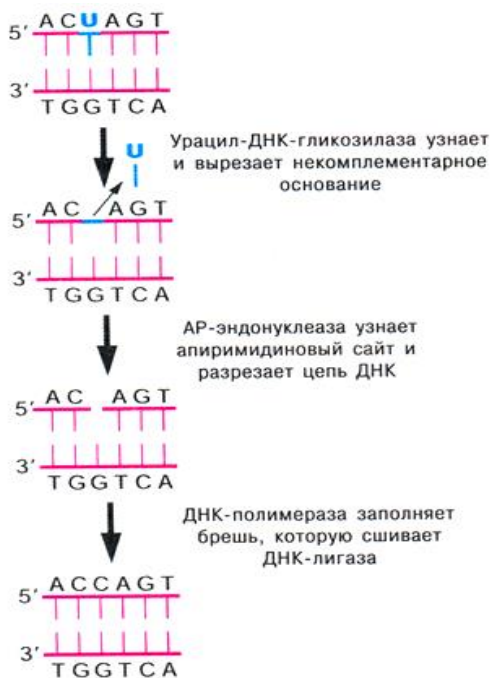 ACUAGT
5'
3'
TGGTCA
Урацил-ДНК-гликозилаза узнает
и вырезает некомплементарное
основание
U
AC AGT
5'
3'
TGGTCA
АР-эндонуклеаза узнает
апиримидиновый сайт и
разрезает цепь ДНК
AC AGT
5'
3'
TGGTCA
ДНК-полимераза заполняет
брешь, которую сшивает
ДНК-лигаза
ACCAGT
5'
3'
TGGTCA